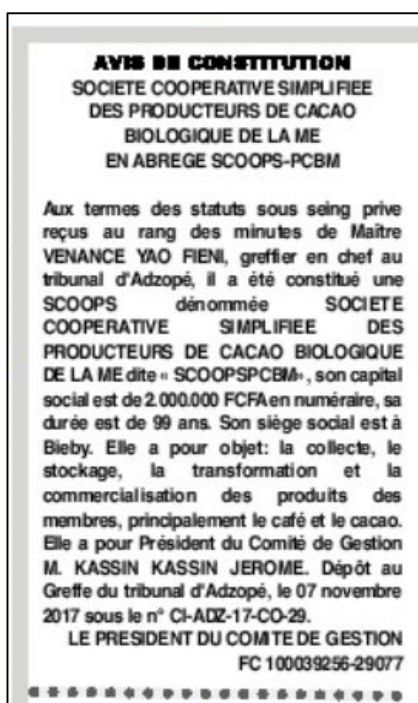 AVIS DE CONSTITUTION
SOCIETE COOPERATIVE SIMPLIFIEE
DES PRODUCTEURS DE CACAO
BIOLOGIQUE DE LA ME
EN ABREGE SCOOPS-PCBM
Aux termes des statuts sous seing prive
reçus au rang des minutes de Maître
VENANCE YAO FIENI, greffier en chef au
tribunal d'Adzopé, il a été constitué une
SCOOPS dénommée SOCIETE
COOPERATIVE SIMPLIFIEE DES
PRODUCTEURS DE CACAO BIOLOGIQUE
DE LA ME dite « SCOOPSPCBM», son capital
social est de 2.000.000 FCFA en numéraire, sa
durée est de 99 ans. Son siège social est à
Bieby. Elle a pour objet: la collecte, le
stockage, la transformation et la
commercialisation des produits des
membres, principalement le café et le cacao.
Elle a pour Président du Comité de Gestion
M. KASSIN KASSIN JEROME. Dépôt au
Greffe du tribunal d'Adzopé, le 07 novembre
2017 sous le n° CI-ADZ-17-CO-29.
LE PRESIDENT DU COMITE DE GESTION
FC 100039256-29077